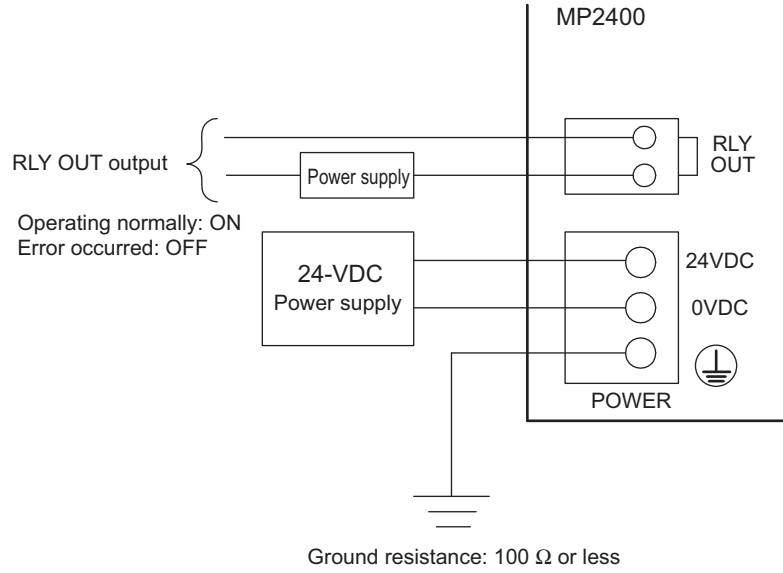 MP2400
RLY OUT output
Power supply
RLY
OUT
Operating normally: ON
Error occurred: OFF
24-VDC
Power supply
24VDC
0VDC
POWER
Ground resistance: 100 Ω or less